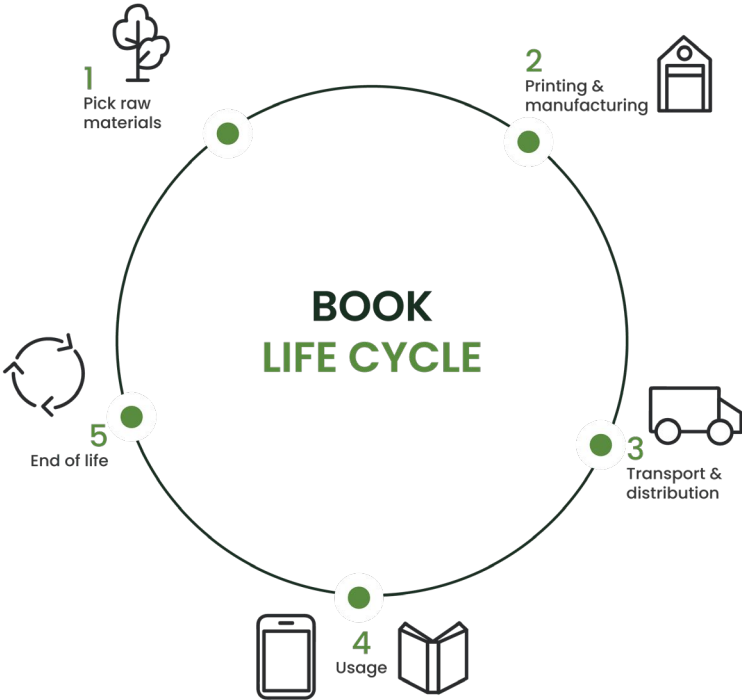 BOOK
LIFE CYCLE
1
Pick raw
materials
2
Printing &
manufacturing
3
Transport &
distribution
4
Usage
5
End of life